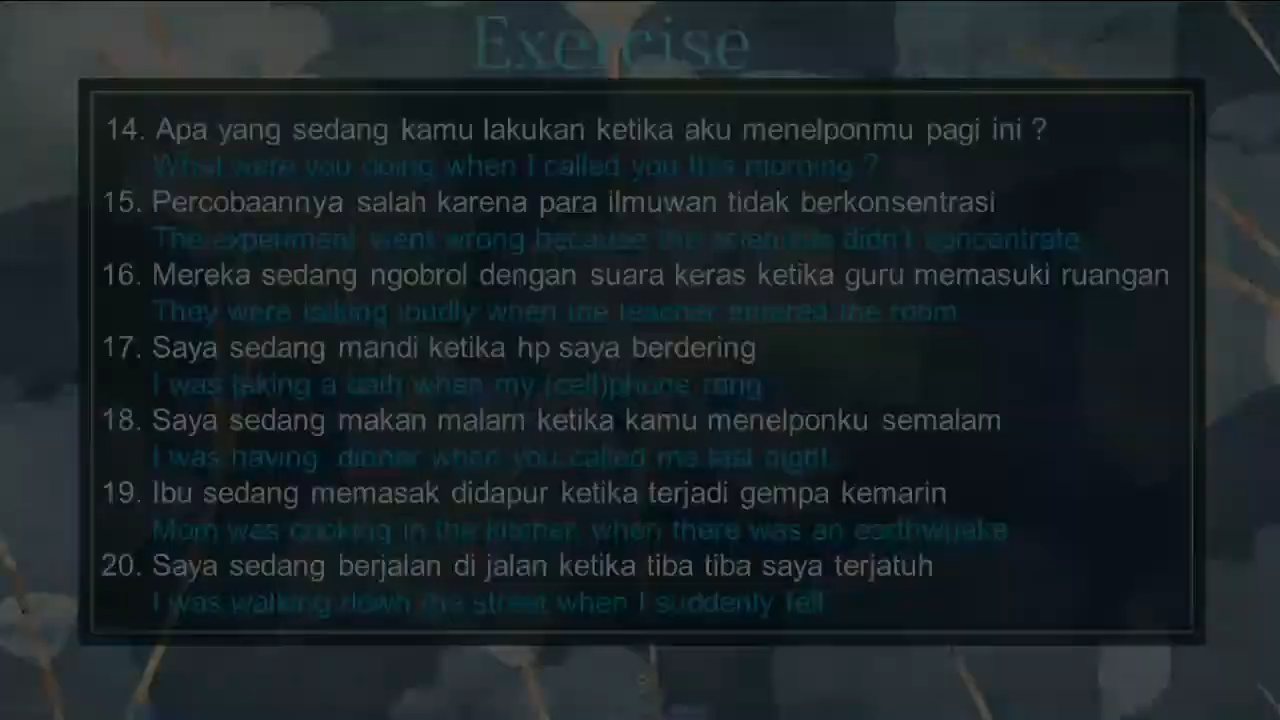 Exercise
14. Apa yang sedang kamu lakukan ketika aku menelponmu pagi ini ?
What were you doing when I called you this morning ?
15. Percobaannya salah karena para ilmuwan tidak berkonsentrasi
The experiment went wrong because the scientists didn't concentrate
16. Mereka sedang ngobrol dengan suara keras ketika guru memasuki ruangan
They were talking loudly when the teacher entered the room
17. Saya sedang mandi ketika hp saya berdering
I was taking a bath when my (cell)phone rang
18. Saya sedang makan malam ketika kamu menelponku semalam
I was having dinner when you called me last night
19. Ibu sedang memasak didapur ketika terjadi gempa kemarin
Mom was cooking in the kitchen when there was an
20. Saya sedang berjalan di jalan ketika tiba tiba saya terjatuh
I was walking down the street when I suddenly fell